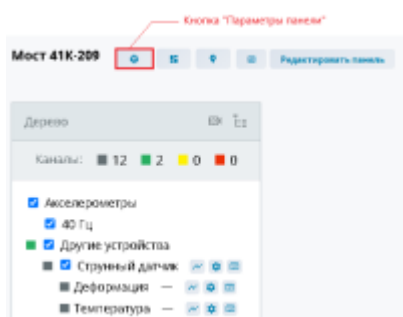 Кнопка "Параметры панели"
Мост 41К-209 Редактировать панель
Дерево
Каналы: 12 2 0 0
Акселерометры
40 Гц
Другие устройства
Струнный датчик
Деформация —
Температура —